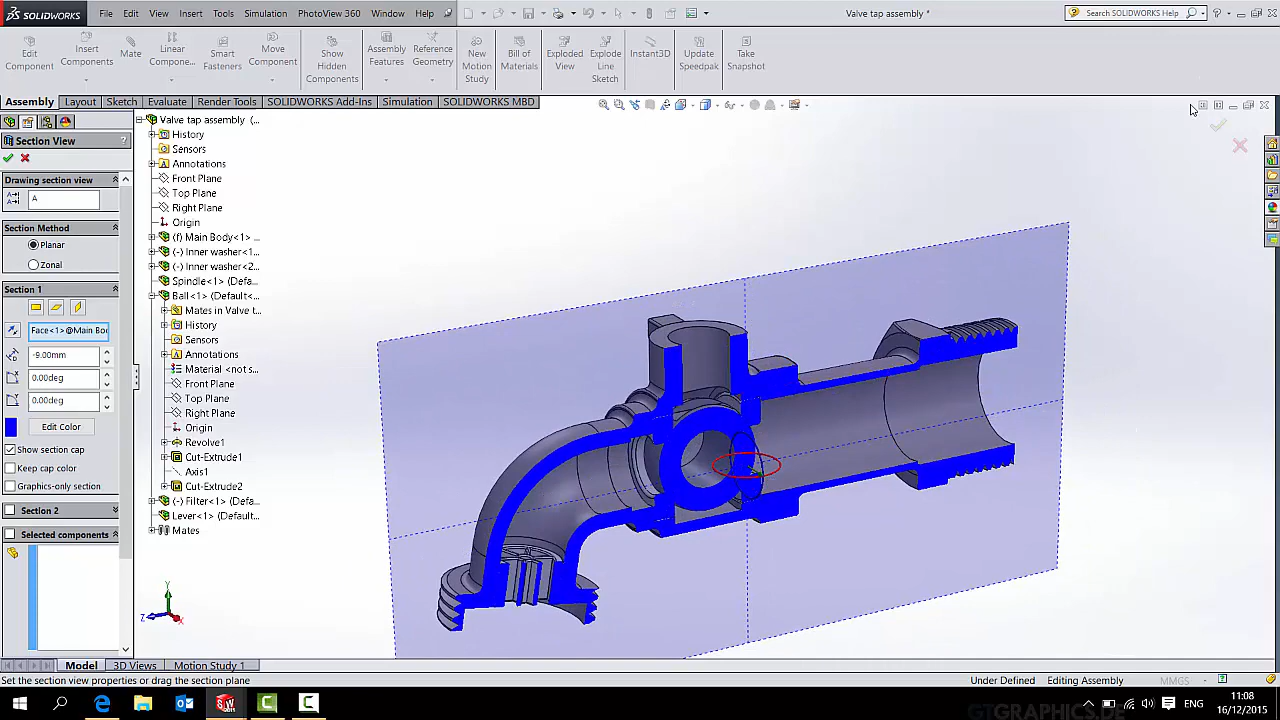 SOLIDWORKS
File Edit View Insert Tools Simulation PhotoView 360 Window Help
Valve tap assembly *
Search SOLIDWORKS Help
Edit Component
Insert Components
Mate
Linear Compone...
Smart Fasteners
Move Component
Show Hidden Components
Assembly Features
Reference Geometry
New Motion Study
Bill of Materials
Exploded View
Explode Line Sketch
Instant3D
Update Speedpak
Take Snapshot
Assembly Layout Sketch Evaluate Render Tools SOLIDWORKS Add-Ins Simulation SOLIDWORKS MBD
Section View ?
Drawing section view
A
Section Method
Planar
Zonal
Section 1
Face<1>@Main Bo
-9.00mm
0.00deg
0.00deg
Edit Color
Show section cap
Keep cap color
Graphics-only section
Section 2
Selected components
Valve tap assembly (...
History
Sensors
Annotations
Front Plane
Top Plane
Right Plane
Origin
(f) Main Body<1> ...
(-) Inner washer<1...
(-) Inner washer<2...
Spindle<1> (Defa...
Ball<1> (Default<...
Mates in Valve t...
History
Sensors
Annotations
Material <not s...
Front Plane
Top Plane
Right Plane
Origin
Revolve1
Cut-Extrude1
Axis1
Cut-Extrude2
(-) Filter<1> (Defa...
Lever<1> (Default...
Mates
Y
Z
X
Model 3D Views Motion Study 1
Set the section view properties or drag the section plane
Under Defined Editing Assembly MMGS
ENG
11:08
16/12/2015
GTGRAPHICS.DE